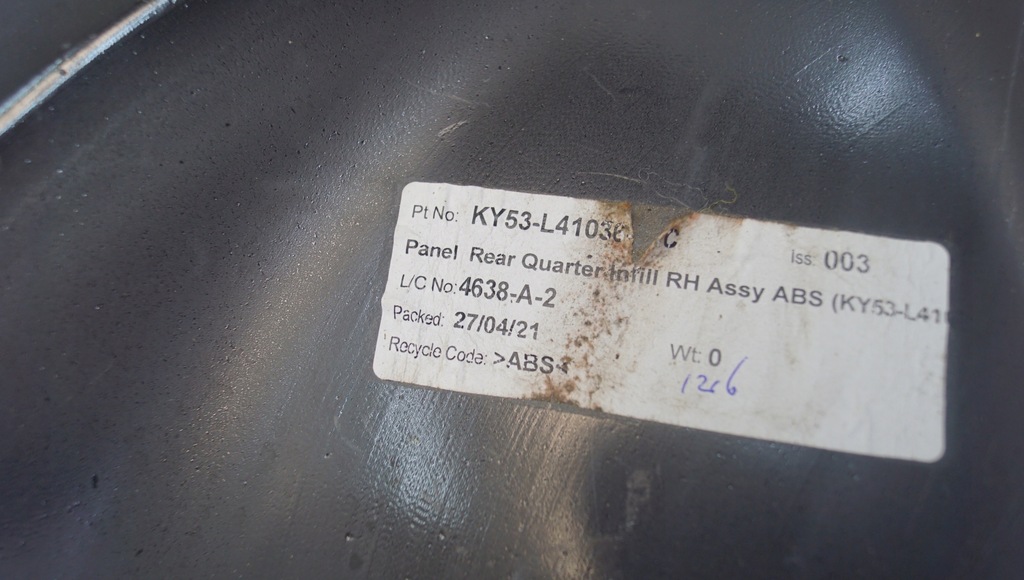 Pt No: KY53-L4103 C Iss: 003
Panel Rear Quarter Infill RH Assy ABS (KY53-L41
L/C No: 4638-A-2
Packed: 27/04/21 Wt: 0
Recycle Code: >ABS< 126